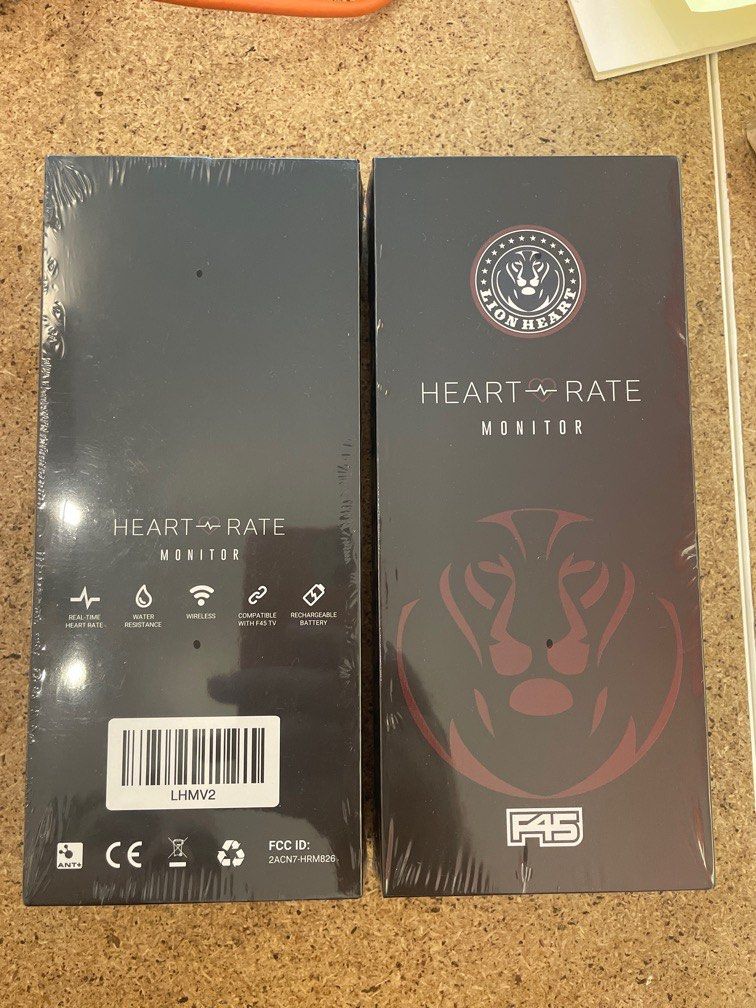 HEART RATE
MONITOR
REAL-TIME
HEART RATE
WATER
RESISTANCE
WIRELESS
COMPATIBLE
WITH F45 TV
RECHARGEABLE
BATTERY
LHMV2
ANT+
CE
FCC ID:
2ACN7-HRM826
LION HEART
HEART RATE
MONITOR
F45